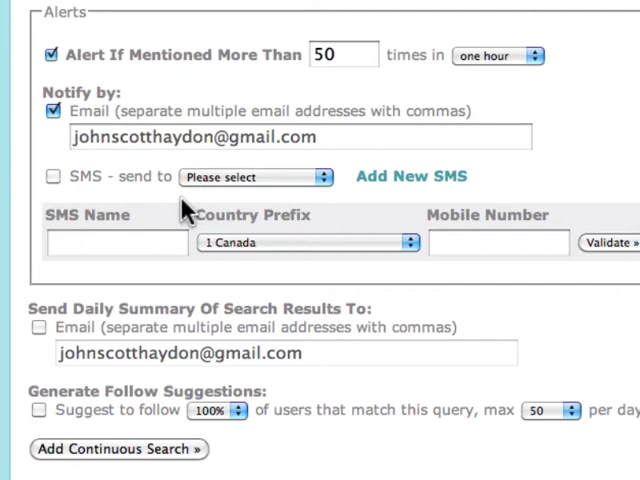 Alerts
Alert If Mentioned More Than 50 times in one hour
Notify by:
Email (separate multiple email addresses with commas)
johnscotthaydon@gmail.com
SMS - send to Please select Add New SMS
SMS Name Country Prefix Mobile Number
1 Canada Validate »
Send Daily Summary Of Search Results To:
Email (separate multiple email addresses with commas)
johnscotthaydon@gmail.com
Generate Follow Suggestions:
Suggest to follow 100% of users that match this query, max 50 per day
Add Continuous Search »